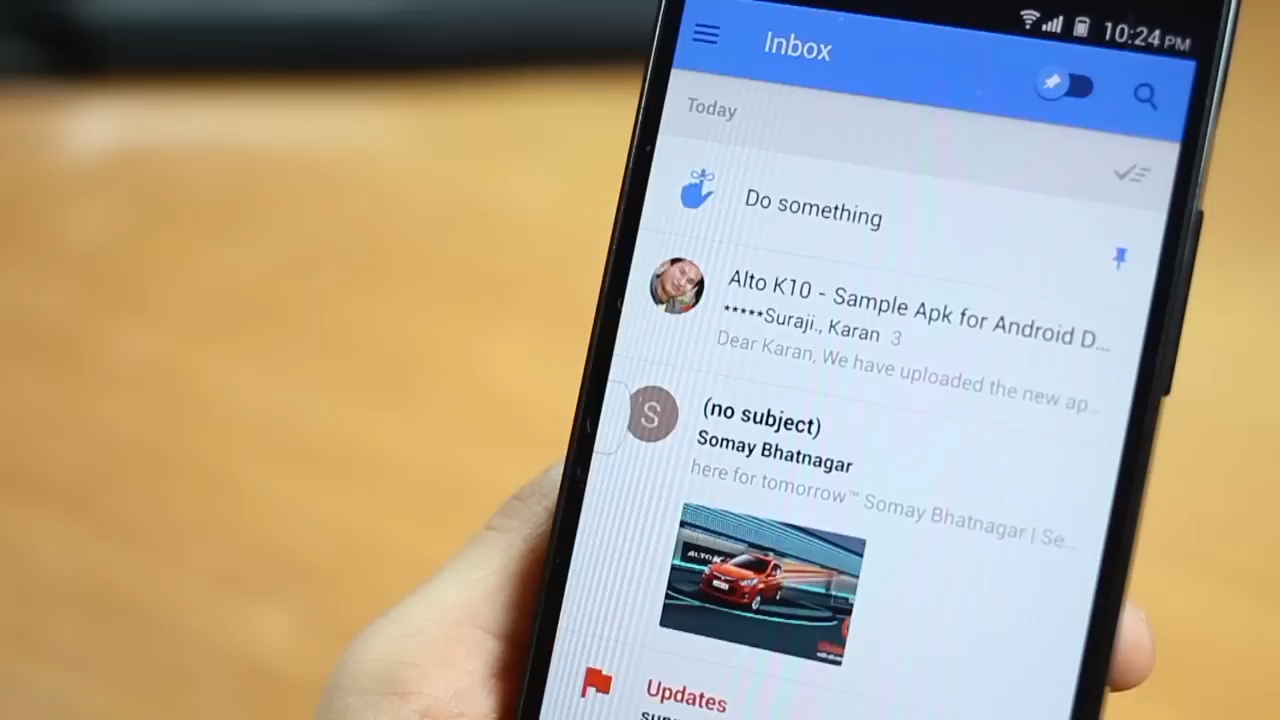 10:24 PM
Inbox
Today
Do something
Alto K10 - Sample Apk for Android D...
*****Suraji., Karan 3
Dear Karan, We have uploaded the new ap...
S
(no subject)
Somay Bhatnagar
here for tomorrow™ Somay Bhatnagar | Se...
Updates